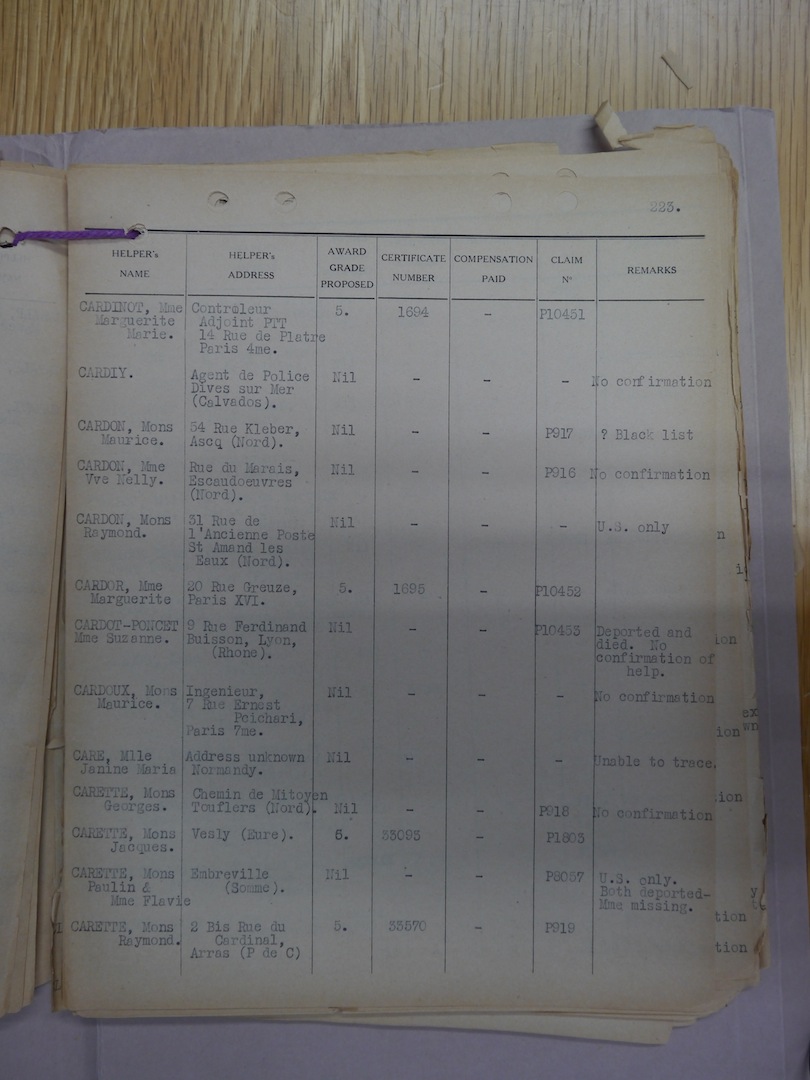 223.
HELPER's NAME | HELPER's ADDRESS | AWARD GRADE PROPOSED | CERTIFICATE NUMBER | COMPENSATION PAID | CLAIM Nº | REMARKS
CARDINOT, Mme | Contrôleur | 5. | 1694 | - | P10451
Marguerite | Adjoint PTT
Marie. | 14 Rue de Platre
Paris 4me.
CARDIY. | Agent de Police | Nil | - | - | - | No confirmation
Dives sur Mer
(Calvados).
CARDON, Mons | 54 Rue Kleber, | Nil | - | - | P917 | ? Black list
Maurice. | Ascq (Nord).
CARDON, Mme | Rue du Marais, | Nil | - | - | P916 | No confirmation
Vve Nelly. | Escaudoeuvres
(Nord).
CARDON, Mons | 31 Rue de | Nil | - | - | - | U.S. only
Raymond. | l'Ancienne Poste
St Amand les
Eaux (Nord).
CARDOR, Mme | 20 Rue Greuze, | 5. | 1695 | - | P10452
Marguerite | Paris XVI.
CARDOT-PONCET | 9 Rue Ferdinand | Nil | - | - | P10453 | Deported and
Mme Suzanne. | Buisson, Lyon, | died. No
(Rhone). | confirmation of
help.
CARDOUX, Mons | Ingenieur, | Nil | - | - | - | No confirmation
Maurice. | 7 Rue Ernest
Pcichari,
Paris 7me.
CARE, Mlle | Address unknown | Nil | - | - | - | Unable to trace.
Janine Maria | Normandy.
CARETTE, Mons | Chemin de Mitoyen
Georges. | Touflers (Nord). | Nil | - | - | P918 | No confirmation
CARETTE, Mons | Vesly (Eure). | 6. | 33093 | - | P1803
Jacques.
CARETTE, Mons | Embreville | Nil | - | - | P8057 | U.S. only.
Paulin & | (Somme). | Both deported-
Mme Flavie | Mme missing.
CARETTE, Mons | 2 Bis Rue du | 5. | 33570 | - | P919
Raymond. | Cardinal,
Arras (P de C)